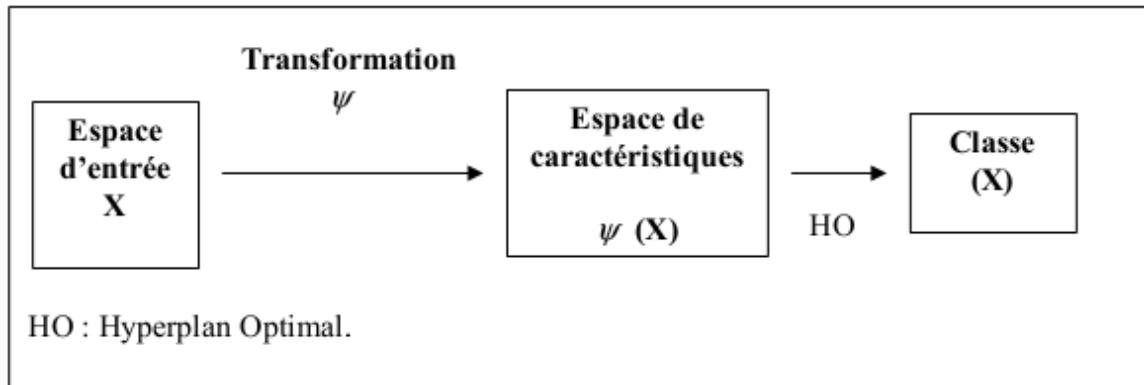 Transformation
ψ
Espace
d'entrée
X
Espace de
caractéristiques
ψ (X)
HO
Classe
(X)
HO : Hyperplan Optimal.